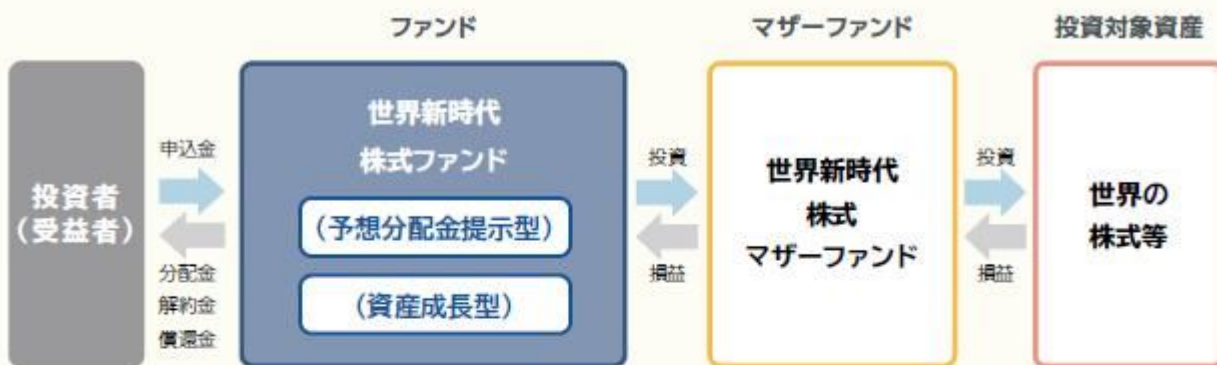 ファンド
マザーファンド
投資対象資産
投資者
(受益者)
申込金
分配金
解約金
償還金
世界新時代
株式ファンド
(予想分配金提示型)
(資産成長型)
投資
損益
世界新時代
株式
マザーファンド
投資
損益
世界の
株式等